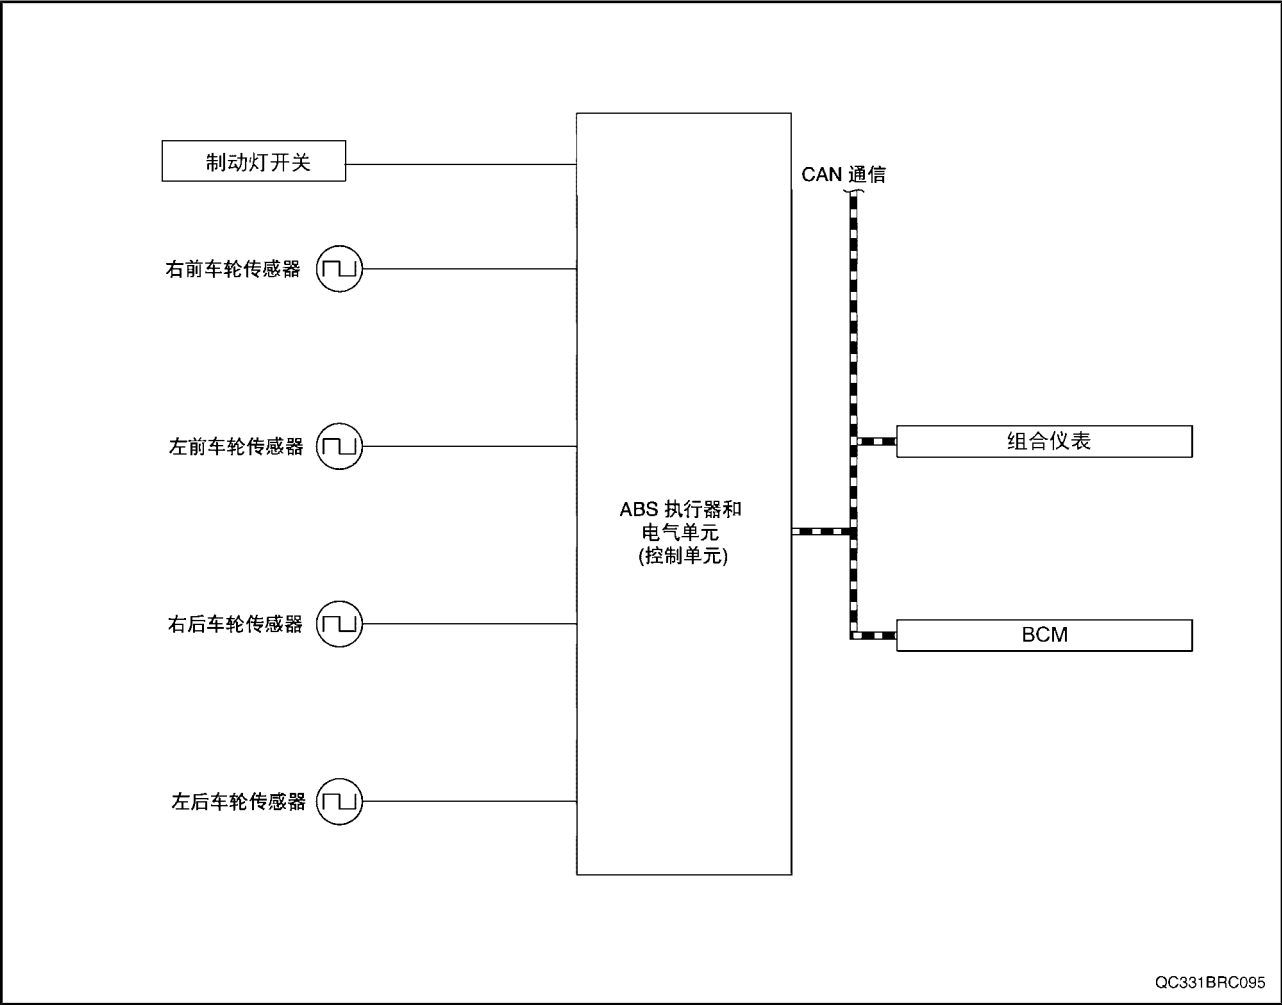 制动灯开关
CAN 通信
右前车轮传感器
组合仪表
左前车轮传感器
ABS 执行器和
电气单元
(控制单元)
右后车轮传感器
BCM
左后车轮传感器
QC331BRC095